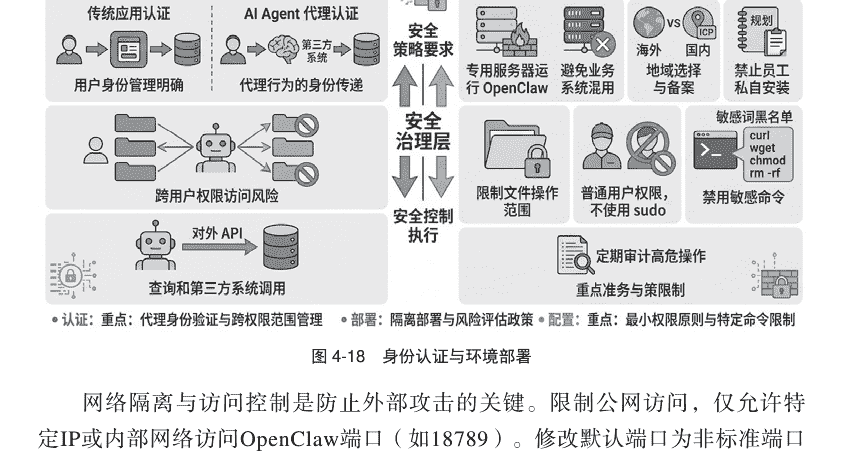 传统应用认证
AI Agent 代理认证
第三方
系统
用户身份管理明确
代理行为的身份传递
跨用户权限访问风险
对外 API
查询和第三方系统调用
安全
策略要求
安全
治理层
安全控制
执行
专用服务器运
行 OpenClaw
避免业务
系统混用
VS
ICP
海外
国内
地域选择
与备案
规划
禁止员工
私自安装
限制文件操作
范围
普通用户权限,
不使用 sudo
敏感词黑名单
curl
wget
chmod
rm -rf
禁用敏感命令
定期审计高危操作
重点准务与策限制
• 认证：重点：代理身份验证与跨权限范围管理
• 部署：隔离部署与风险评估政策
• 配置：重点：最小权限原则与特定命令限制
图 4-18 身份认证与环境部署
网络隔离与访问控制是防止外部攻击的关键。限制公网访问，仅允许特
定IP或内部网络访问OpenClaw端口（如18789）。修改默认端口为非标准端口